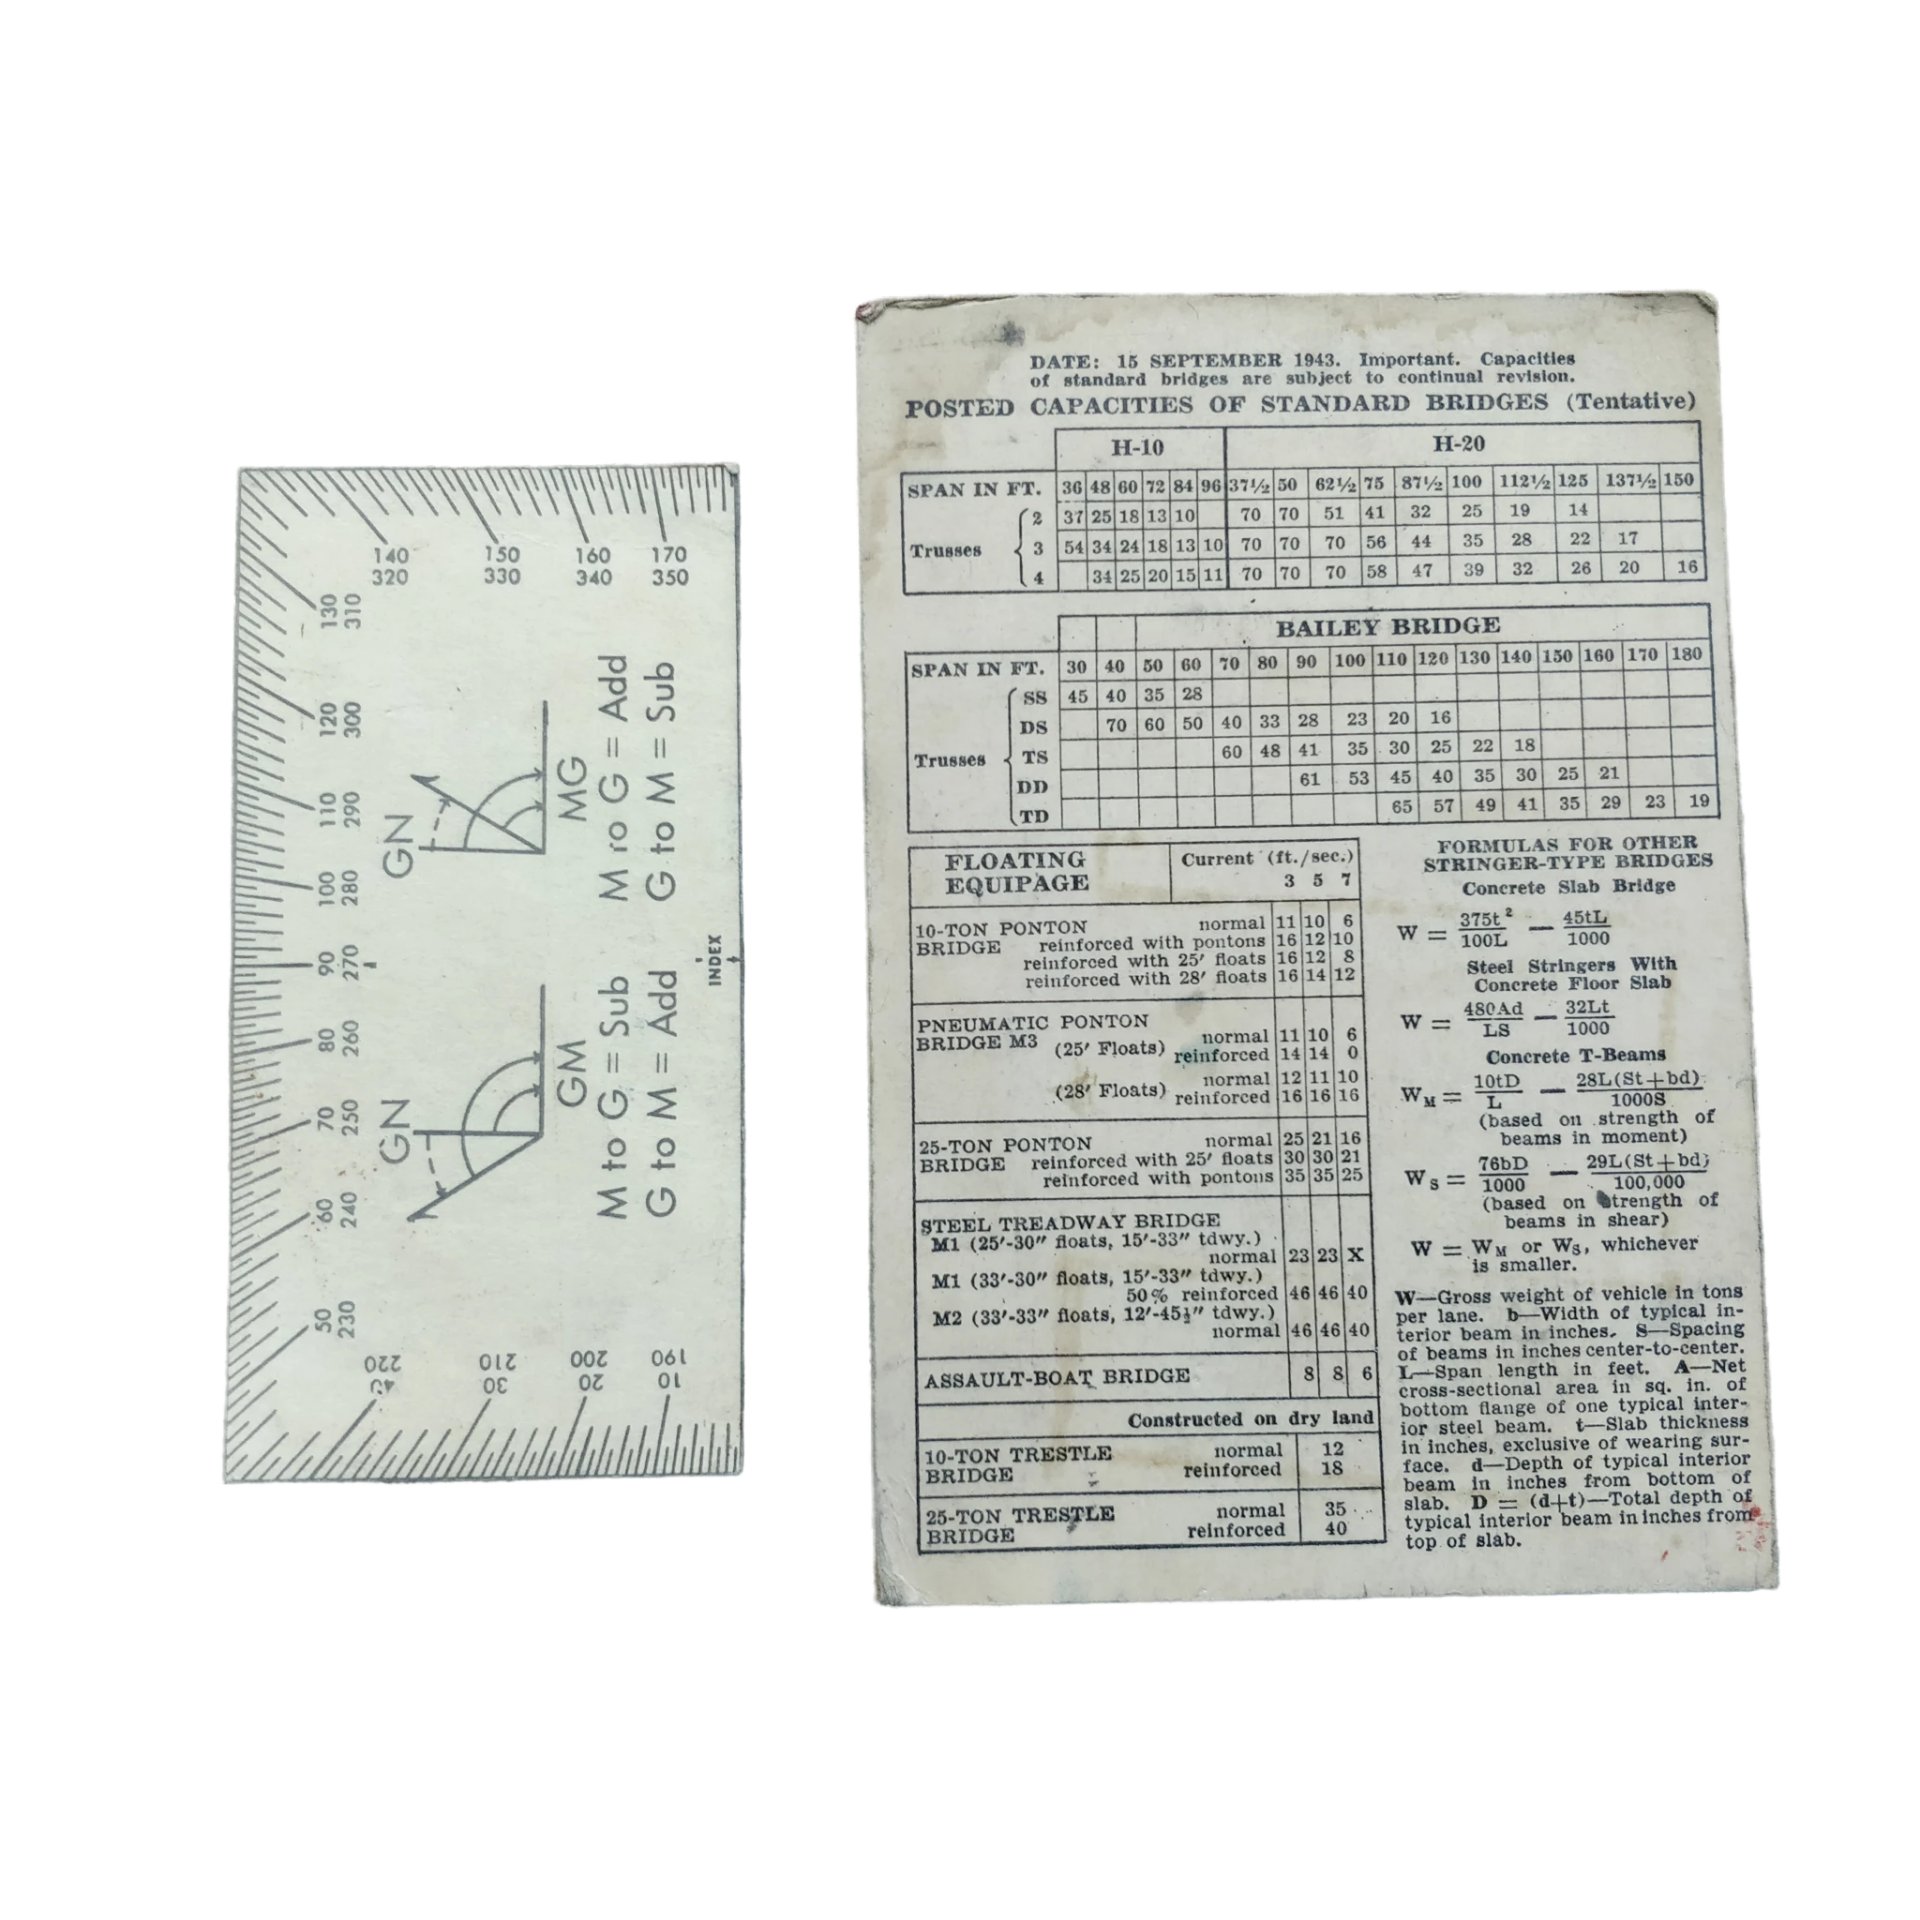 140 150 160 170
320 330 340 350
130
310
120
300
110
290
100
280
90
270
80
260
70
250
60
240
50
230
220 210 200 190
40 30 20 10
GN
MG
M ro G = Add
G to M = Sub
INDEX
GN
GM
M to G = Sub
G to M = Add
DATE: 15 SEPTEMBER 1943. Important. Capacities
of standard bridges are subject to continual revision.
POSTED CAPACITIES OF STANDARD BRIDGES (Tentative)
H-10 H-20
SPAN IN FT. 36 48 60 72 84 96 37½ 50 62½ 75 87½ 100 112½ 125 137½ 150
2 37 25 18 13 10 70 70 51 41 32 25 19 14
Trusses 3 54 34 24 18 13 10 70 70 70 56 44 35 28 22 17
4 34 25 20 15 11 70 70 70 58 47 39 32 26 20 16
BAILEY BRIDGE
SPAN IN FT. 30 40 50 60 70 80 90 100 110 120 130 140 150 160 170 180
SS 45 40 35 28
DS 70 60 50 40 33 28 23 20 16
Trusses TS 60 48 41 35 30 25 22 18
DD 61 53 45 40 35 30 25 21
TD 65 57 49 41 35 29 23 19
FLOATING EQUIPAGE Current (ft./sec.)
3 5 7
10-TON PONTON normal 11 10 6
BRIDGE reinforced with pontons 16 12 10
reinforced with 25′ floats 16 12 8
reinforced with 28′ floats 16 14 12
PNEUMATIC PONTON
BRIDGE M3 (25′ Floats) normal 11 10 6
reinforced 14 14 0
(28′ Floats) normal 12 11 10
reinforced 16 16 16
25-TON PONTON normal 25 21 16
BRIDGE reinforced with 25′ floats 30 30 21
reinforced with pontons 35 35 25
STEEL TREADWAY BRIDGE
M1 (25′-30″ floats, 15′-33″ tdwy.)
normal 23 23 X
M1 (33′-30″ floats, 15′-33″ tdwy.)
50% reinforced 46 46 40
M2 (33′-33″ floats, 12′-45½″ tdwy.)
normal 46 46 40
ASSAULT-BOAT BRIDGE 8 8 6
Constructed on dry land
10-TON TRESTLE normal 12
BRIDGE reinforced 18
25-TON TRESTLE normal 35
BRIDGE reinforced 40
FORMULAS FOR OTHER
STRINGER-TYPE BRIDGES
Concrete Slab Bridge
W = 375t²/100L — 45tL/1000
Steel Stringers With
Concrete Floor Slab
W = 480Ad/LS — 32Lt/1000
Concrete T-Beams
W_M = 10tD/L — 28L(St+bd)/1000S
(based on strength of
beams in moment)
W_S = 76bD/1000 — 29L(St+bd)/100,000
(based on strength of
beams in shear)
W = W_M or W_S, whichever
is smaller.
W—Gross weight of vehicle in tons
per lane. b—Width of typical in-
terior beam in inches. S—Spacing
of beams in inches center-to-center.
L—Span length in feet. A—Net
cross-sectional area in sq. in. of
bottom flange of one typical inter-
ior steel beam. t—Slab thickness
in inches, exclusive of wearing sur-
face. d—Depth of typical interior
beam in inches from bottom of
slab. D = (d+t)—Total depth of
typical interior beam in inches from
top of slab.